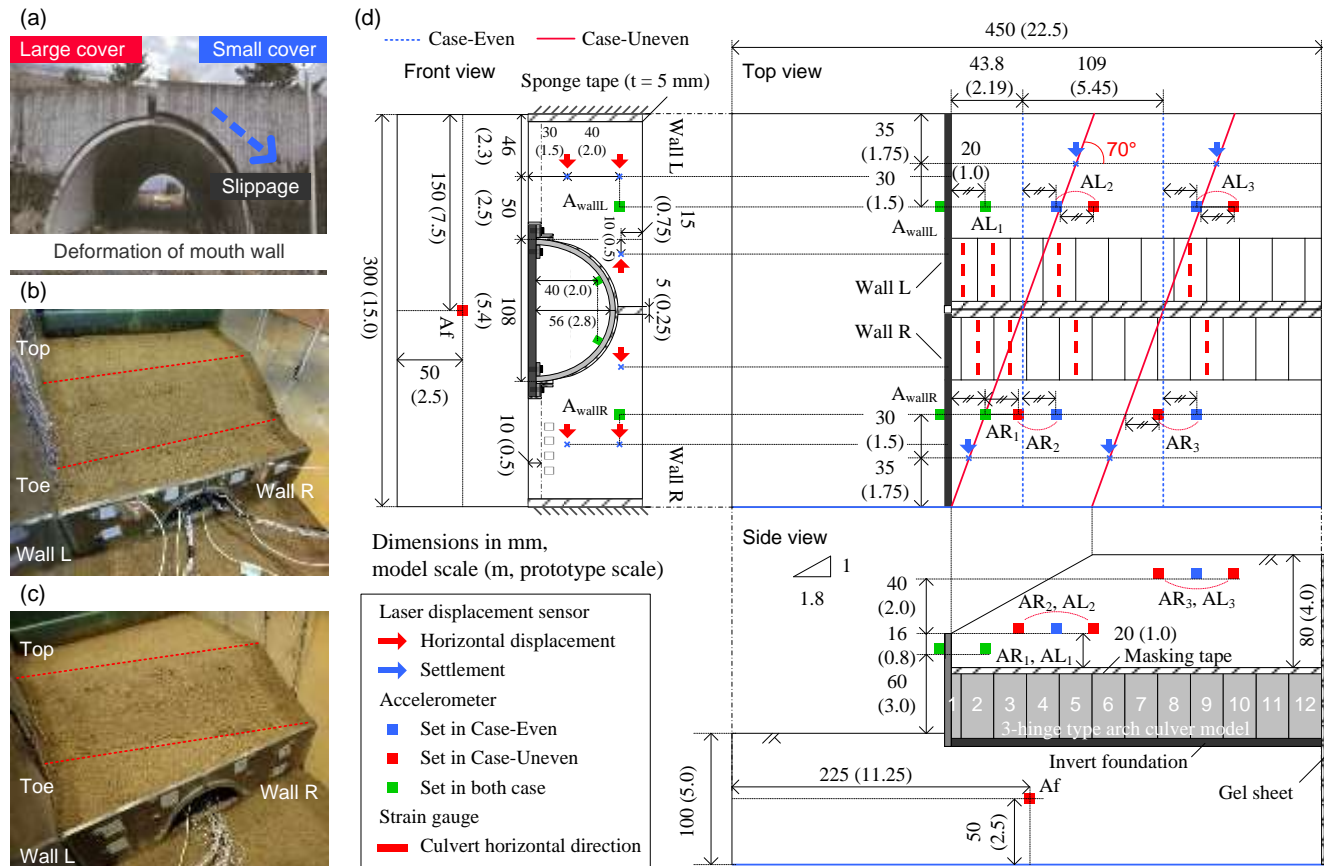 (a)
Large cover
Small cover
Slippage
Deformation of mouth wall
(b)
Top
Toe
Wall R
Wall L
(c)
Top
Toe
Wall R
Wall L
(d)
Case-Even
Case-Uneven
Front view
Sponge tape (t = 5 mm)
Wall L
30
(1.5)
40
(2.0)
46
(2.3)
50
(2.5)
150 (7.5)
300 (15.0)
A_wallL
15
(0.75)
10 (0.5)
40 (2.0)
56 (2.8)
5 (0.25)
108
(5.4)
Af
50
(2.5)
A_wallR
10 (0.5)
Wall R
Top view
450 (22.5)
43.8
(2.19)
109
(5.45)
35
(1.75)
30
(1.5)
20
(1.0)
70°
AL2
AL3
A_wallL
AL1
Wall L
Wall R
A_wallR
30
(1.5)
AR1
AR2
AR3
35
(1.75)
Side view
1
1.8
40
(2.0)
16
(0.8)
60
(3.0)
AR3, AL3
AR2, AL2
20 (1.0)
AR1, AL1
Masking tape
80 (4.0)
1 2 3 4 5 6 7 8 9 10 11 12
3-hinge type arch culver model
Invert foundation
225 (11.25)
Af
Gel sheet
100 (5.0)
50
(2.5)
Dimensions in mm,
model scale (m, prototype scale)
Laser displacement sensor
Horizontal displacement
Settlement
Accelerometer
Set in Case-Even
Set in Case-Uneven
Set in both case
Strain gauge
Culvert horizontal direction